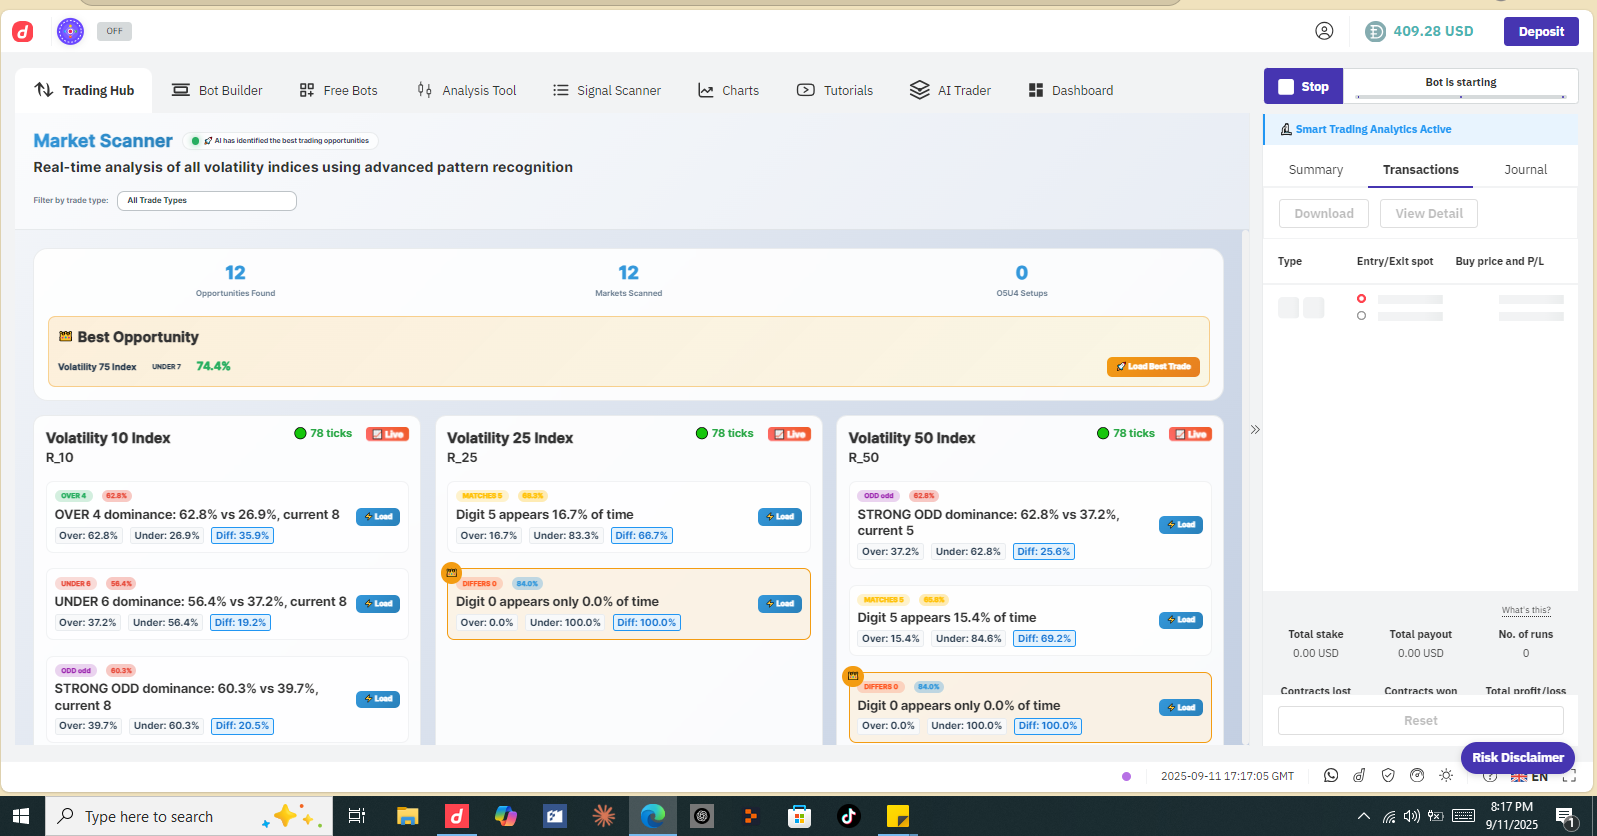 OFF
409.28 USD
Deposit
Trading Hub
Bot Builder
Free Bots
Analysis Tool
Signal Scanner
Charts
Tutorials
AI Trader
Dashboard
Stop
Bot is starting
Market Scanner
AI has identified the best trading opportunities
Real-time analysis of all volatility indices using advanced pattern recognition
Filter by trade type:
All Trade Types
Smart Trading Analytics Active
Summary
Transactions
Journal
Download
View Detail
Type
Entry/Exit spot
Buy price and P/L
12
Opportunities Found
12
Markets Scanned
0
O5U4 Setups
Best Opportunity
Volatility 75 Index UNDER 7 74.4%
Load Best Trade
Volatility 10 Index
R_10
78 ticks
Live
OVER 4 62.8%
OVER 4 dominance: 62.8% vs 26.9%, current 8
Over: 62.8% Under: 26.9% Diff: 35.9%
Load
UNDER 6 56.4%
UNDER 6 dominance: 56.4% vs 37.2%, current 8
Over: 37.2% Under: 56.4% Diff: 19.2%
Load
ODD odd 60.3%
STRONG ODD dominance: 60.3% vs 39.7%,
current 8
Over: 39.7% Under: 60.3% Diff: 20.5%
Load
Volatility 25 Index
R_25
78 ticks
Live
MATCHES 5
Digit 5 appears 16.7% of time
Over: 16.7% Under: 83.3% Diff: 66.7%
Load
DIFFERS 0 84.0%
Digit 0 appears only 0.0% of time
Over: 0.0% Under: 100.0% Diff: 100.0%
Load
Volatility 50 Index
R_50
78 ticks
Live
ODD odd 62.8%
STRONG ODD dominance: 62.8% vs 37.2%,
current 5
Over: 37.2% Under: 62.8% Diff: 25.6%
Load
MATCHES 5
Digit 5 appears 15.4% of time
Over: 15.4% Under: 84.6% Diff: 69.2%
Load
DIFFERS 0 84.0%
Digit 0 appears only 0.0% of time
Over: 0.0% Under: 100.0% Diff: 100.0%
Load
What's this?
Total stake
0.00 USD
Total payout
0.00 USD
No. of runs
0
Contracts lost
Contracts won
Total profit/loss
Reset
Risk Disclaimer
2025-09-11 17:17:05 GMT
EN
Type here to search
8:17 PM
9/11/2025
1